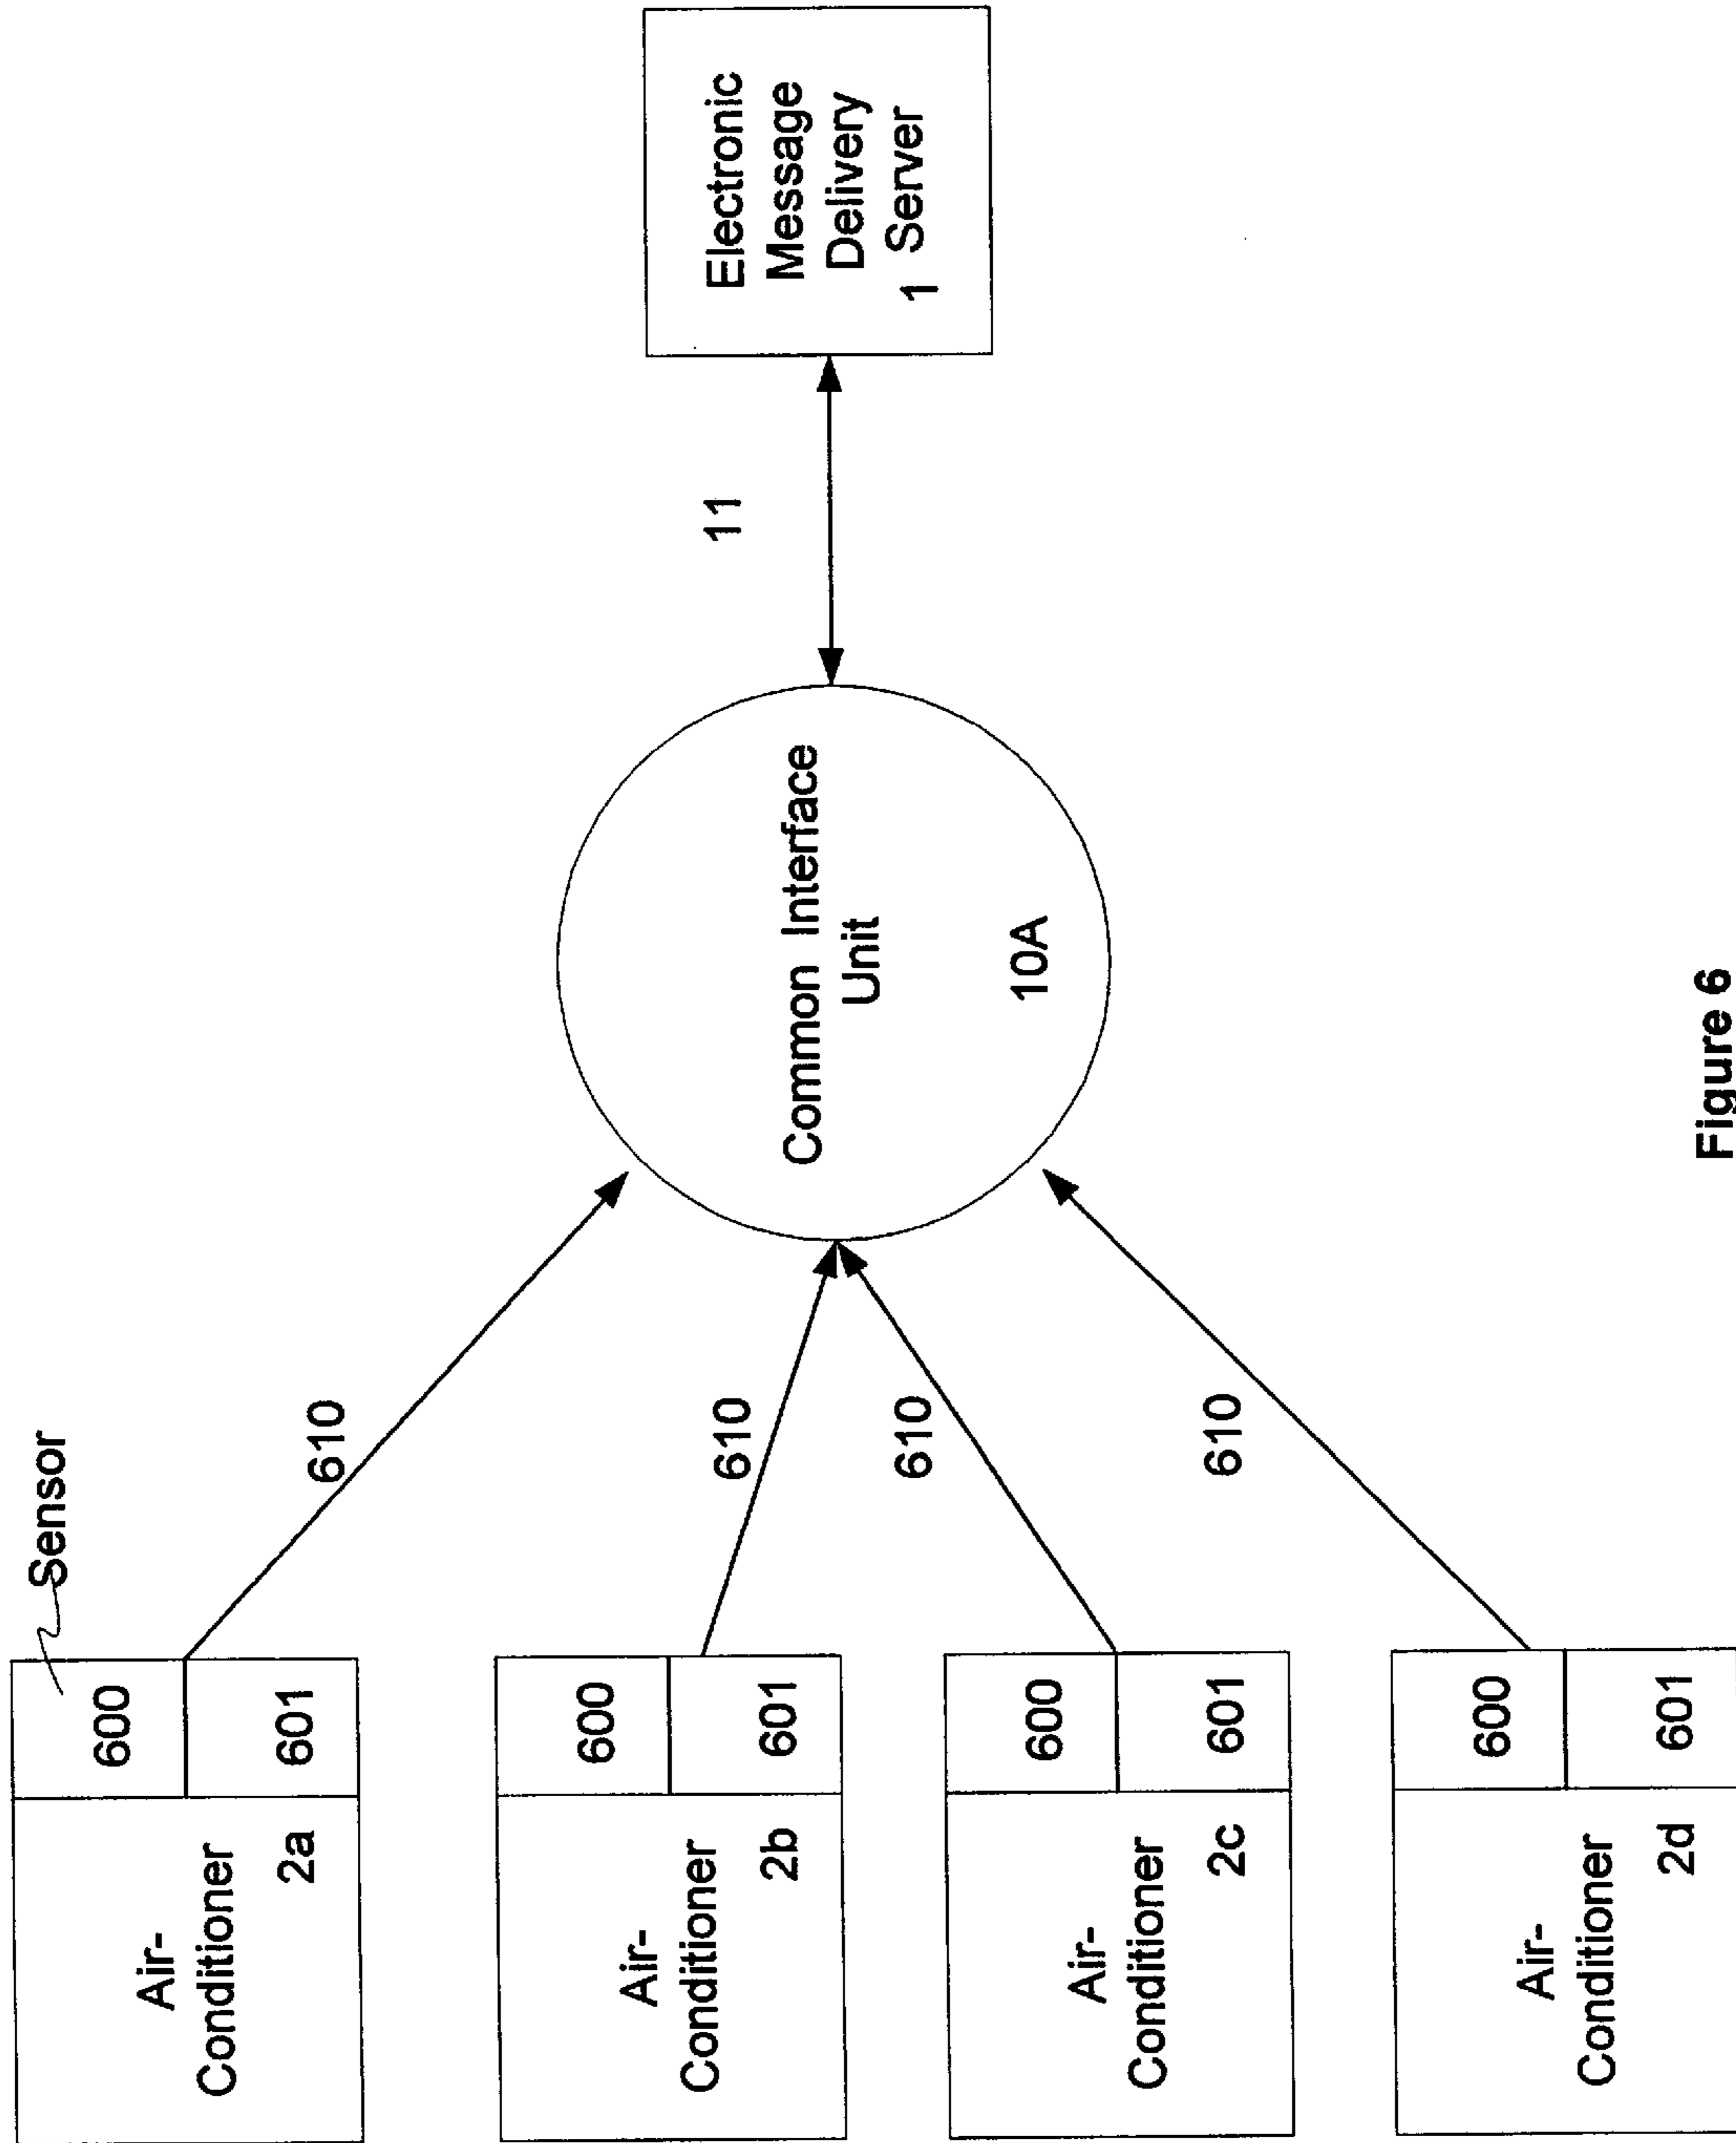 Sensor
Air-
Conditioner
2a
600
601
610
Air-
Conditioner
2b
600
601
610
Air-
Conditioner
2c
600
601
610
Air-
Conditioner
2d
600
601
610
Common Interface
Unit
10A
11
Electronic
Message
Delivery
1 Server
Figure 6